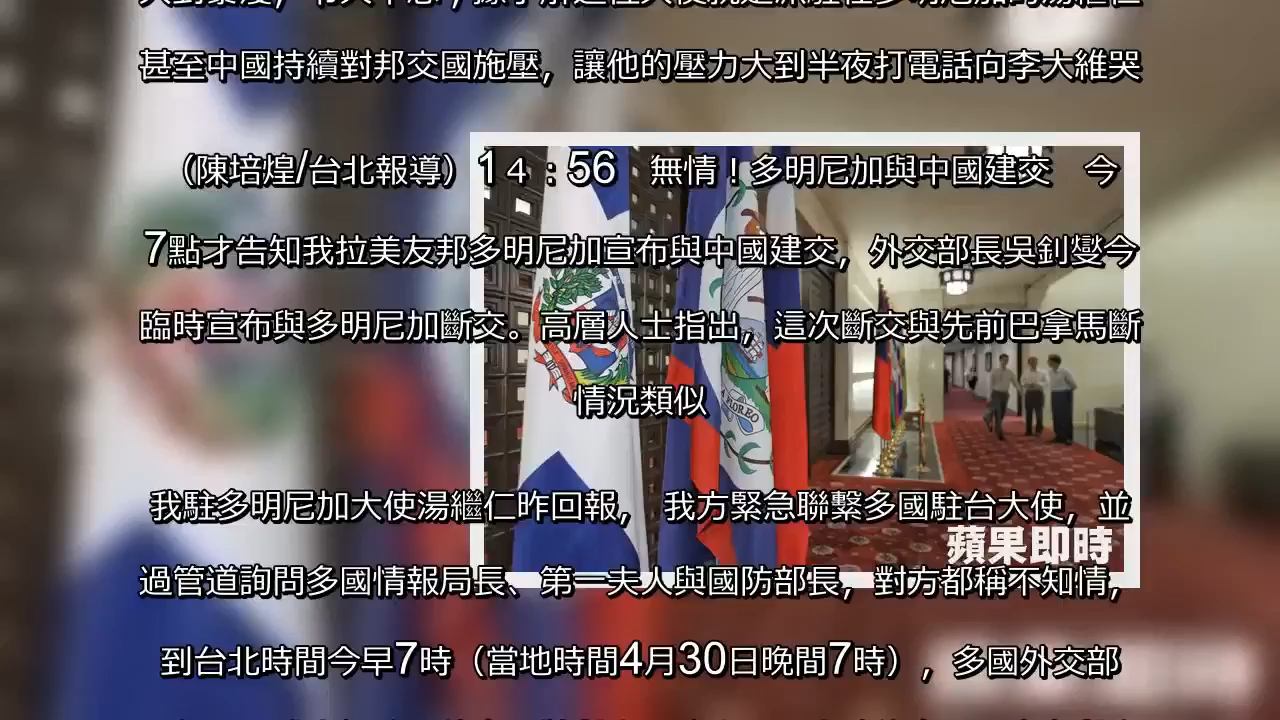 甚至中國持續對邦交國施壓，讓他的壓力大到半夜打電話向李大維哭
（陳培煌/台北報導）1４：56　無情！多明尼加與中國建交　今
7點才告知我拉美友邦多明尼加宣布與中國建交，外交部長吳釗燮今
臨時宣布與多明尼加斷交。高層人士指出，這次斷交與先前巴拿馬斷
情況類似
我駐多明尼加大使湯繼仁昨回報，　我方緊急聯繫多國駐台大使，並
蘋果即時
過管道詢問多國情報局長、第一夫人與國防部長，對方都稱不知情，
到台北時間今早7時（當地時間4月30日晚間7時），多國外交部